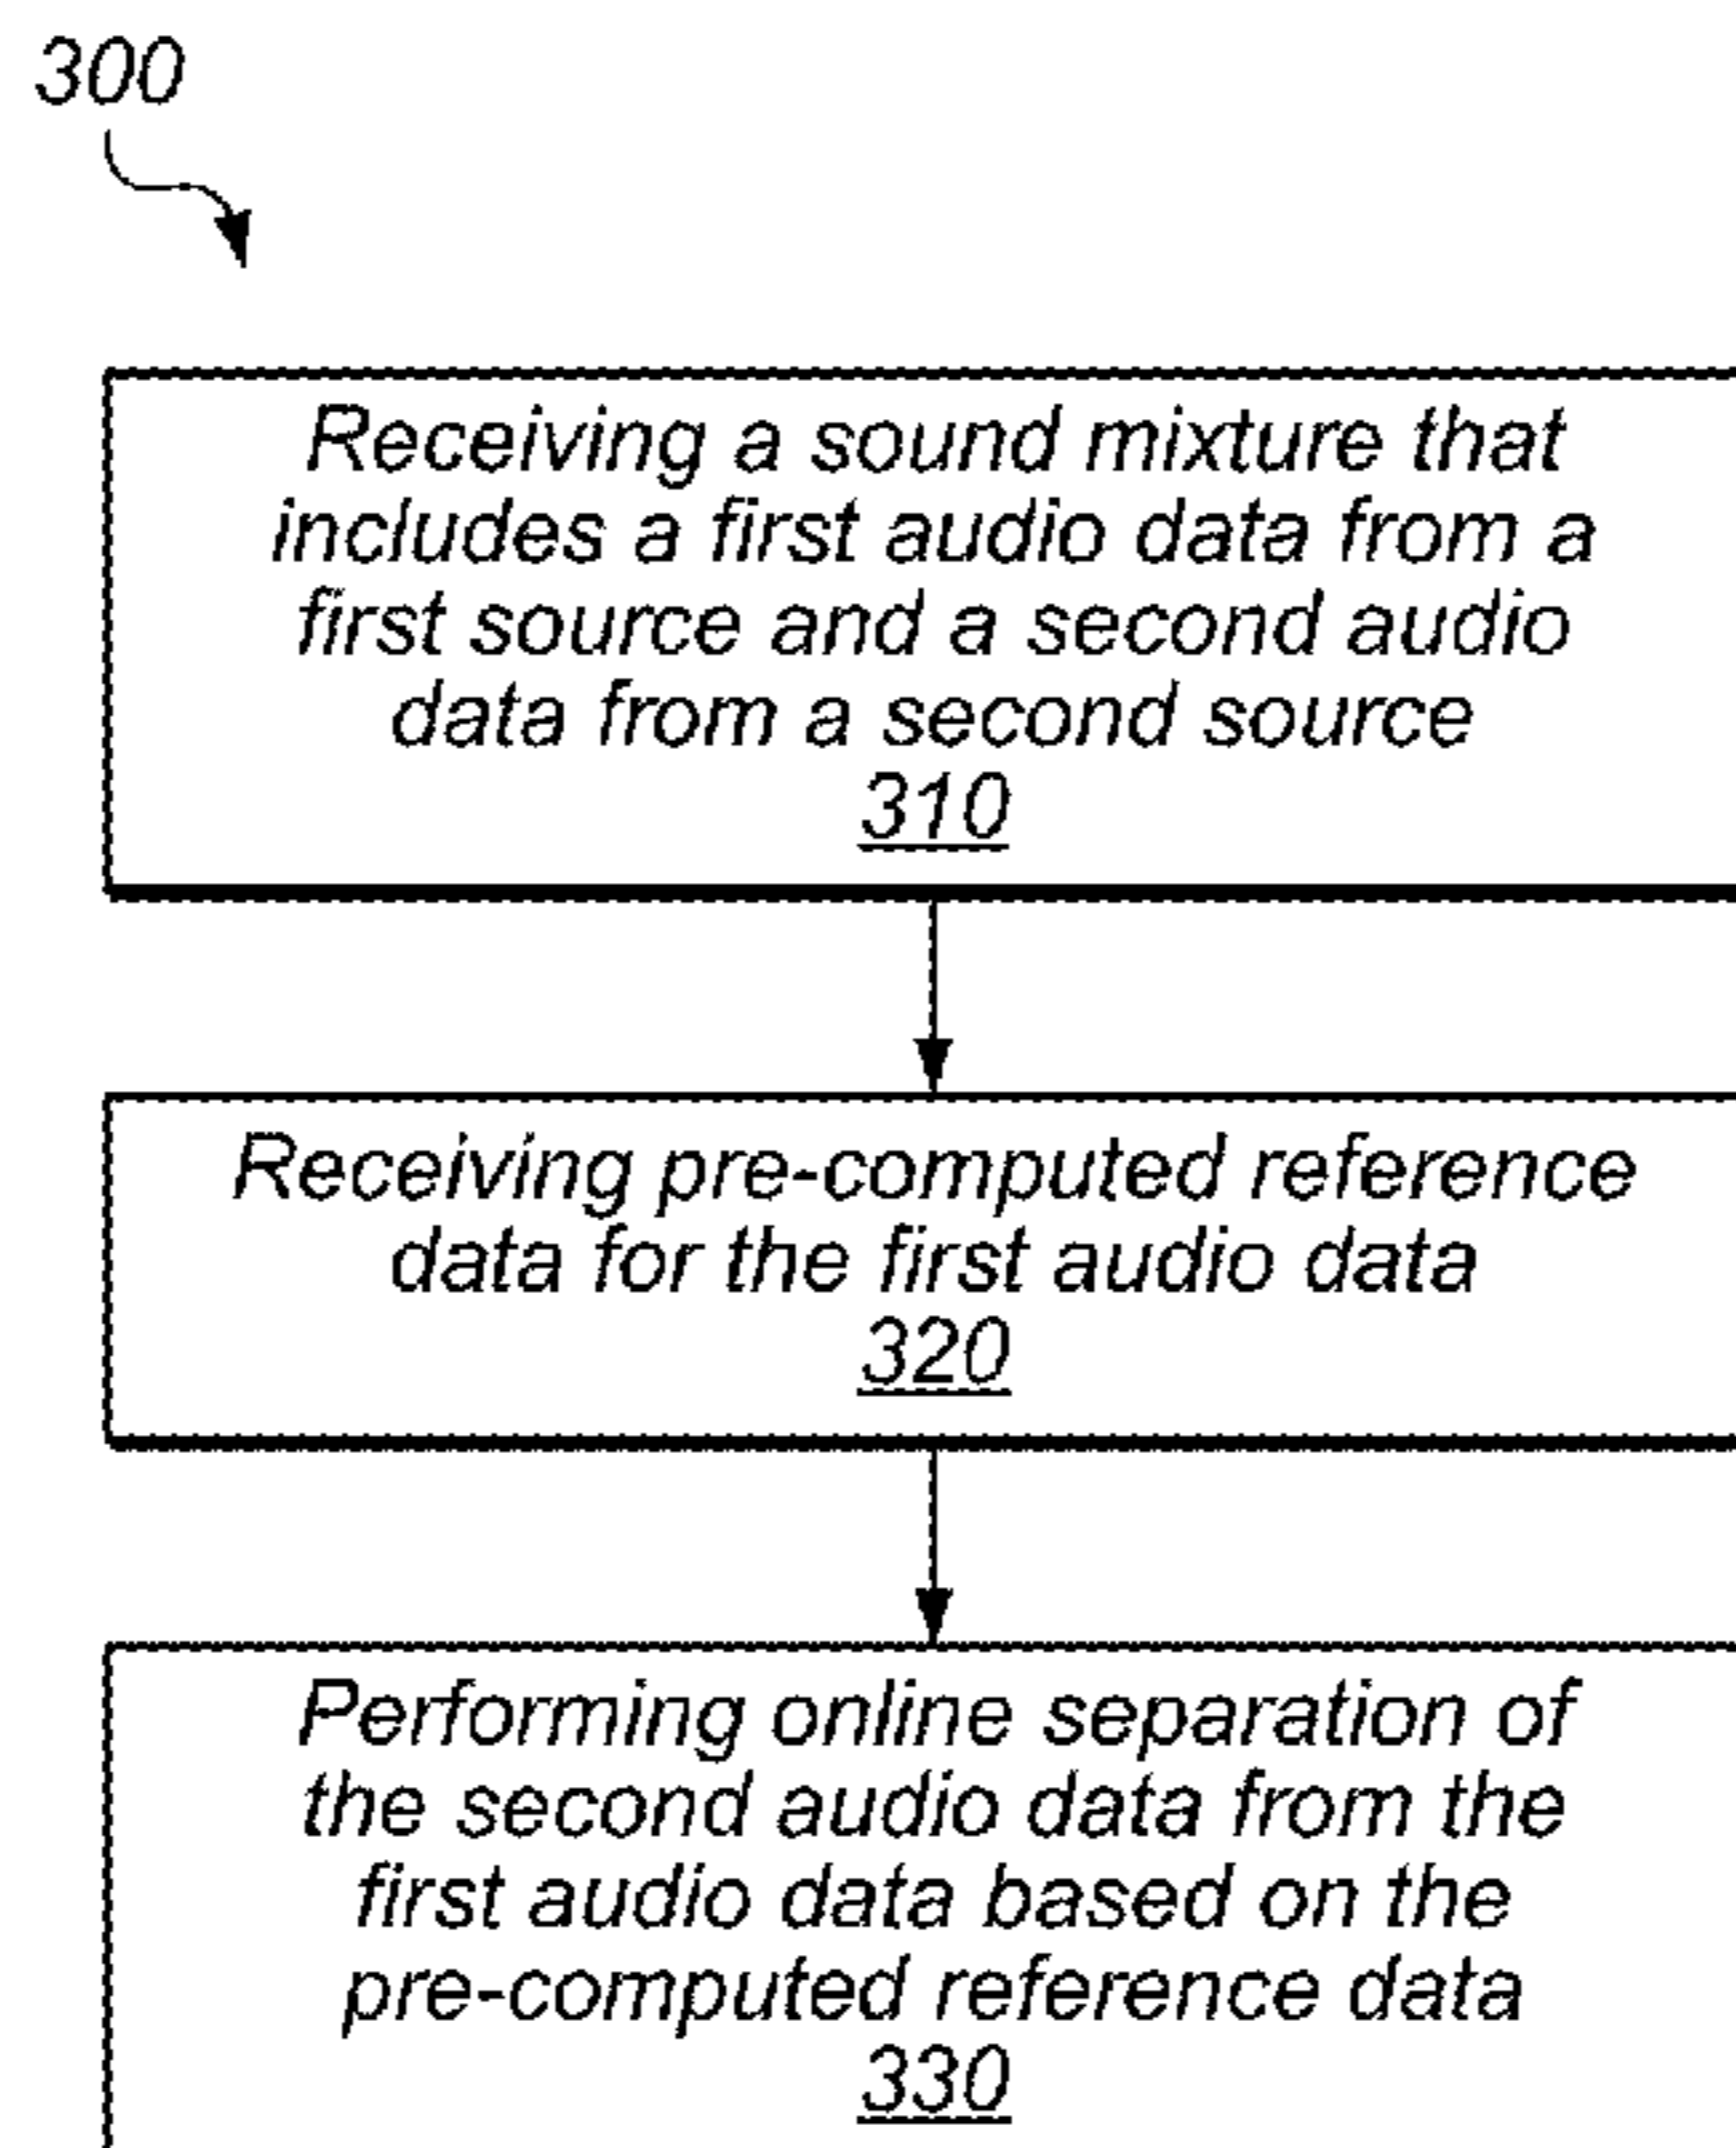 300
Receiving a sound mixture that
includes a first audio data from a
first source and a second audio
data from a second source
310
Receiving pre-computed reference
data for the first audio data
320
Performing online separation of
the second audio data from the
first audio data based on the
pre-computed reference data
330